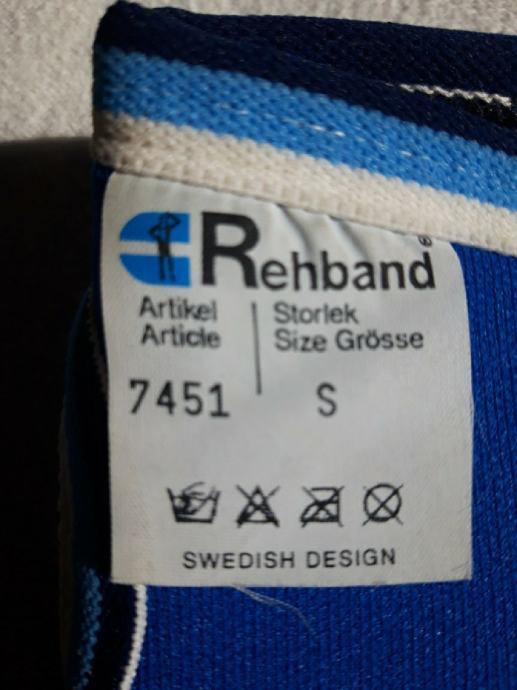 Rehband®
Artikel
Article
Storlek
Size Grösse
7451
S
SWEDISH DESIGN